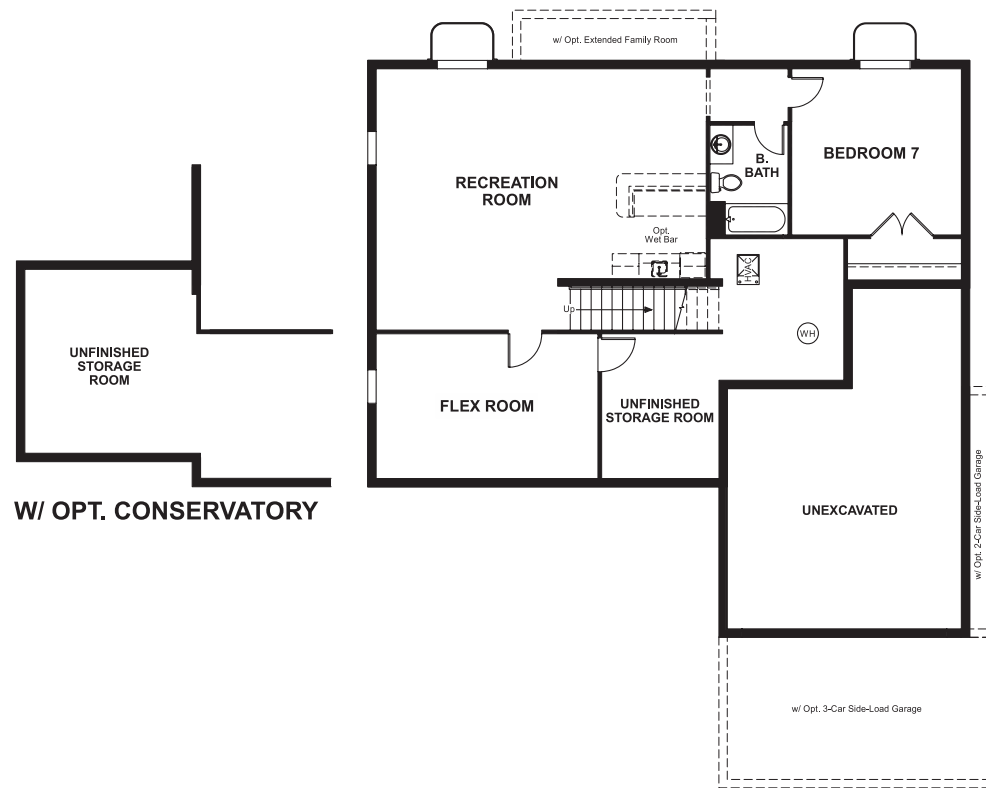 w/ Opt. Extended Family Room
RECREATION
ROOM
B.
BATH
BEDROOM 7
Opt.
Wet Bar
HVAC
Up
WH
UNFINISHED
STORAGE
ROOM
FLEX ROOM
UNFINISHED
STORAGE ROOM
W/ OPT. CONSERVATORY
UNEXCAVATED
w/ Opt. 2-Car Side-Load Garage
w/ Opt. 3-Car Side-Load Garage